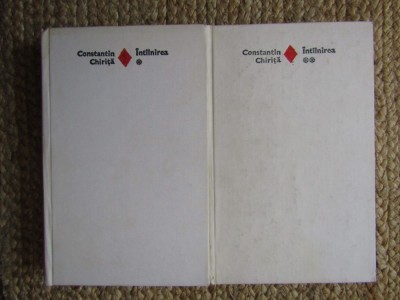 Constantin
Chiriță
Întîlnirea
Constantin
Chiriță
Întîlnirea